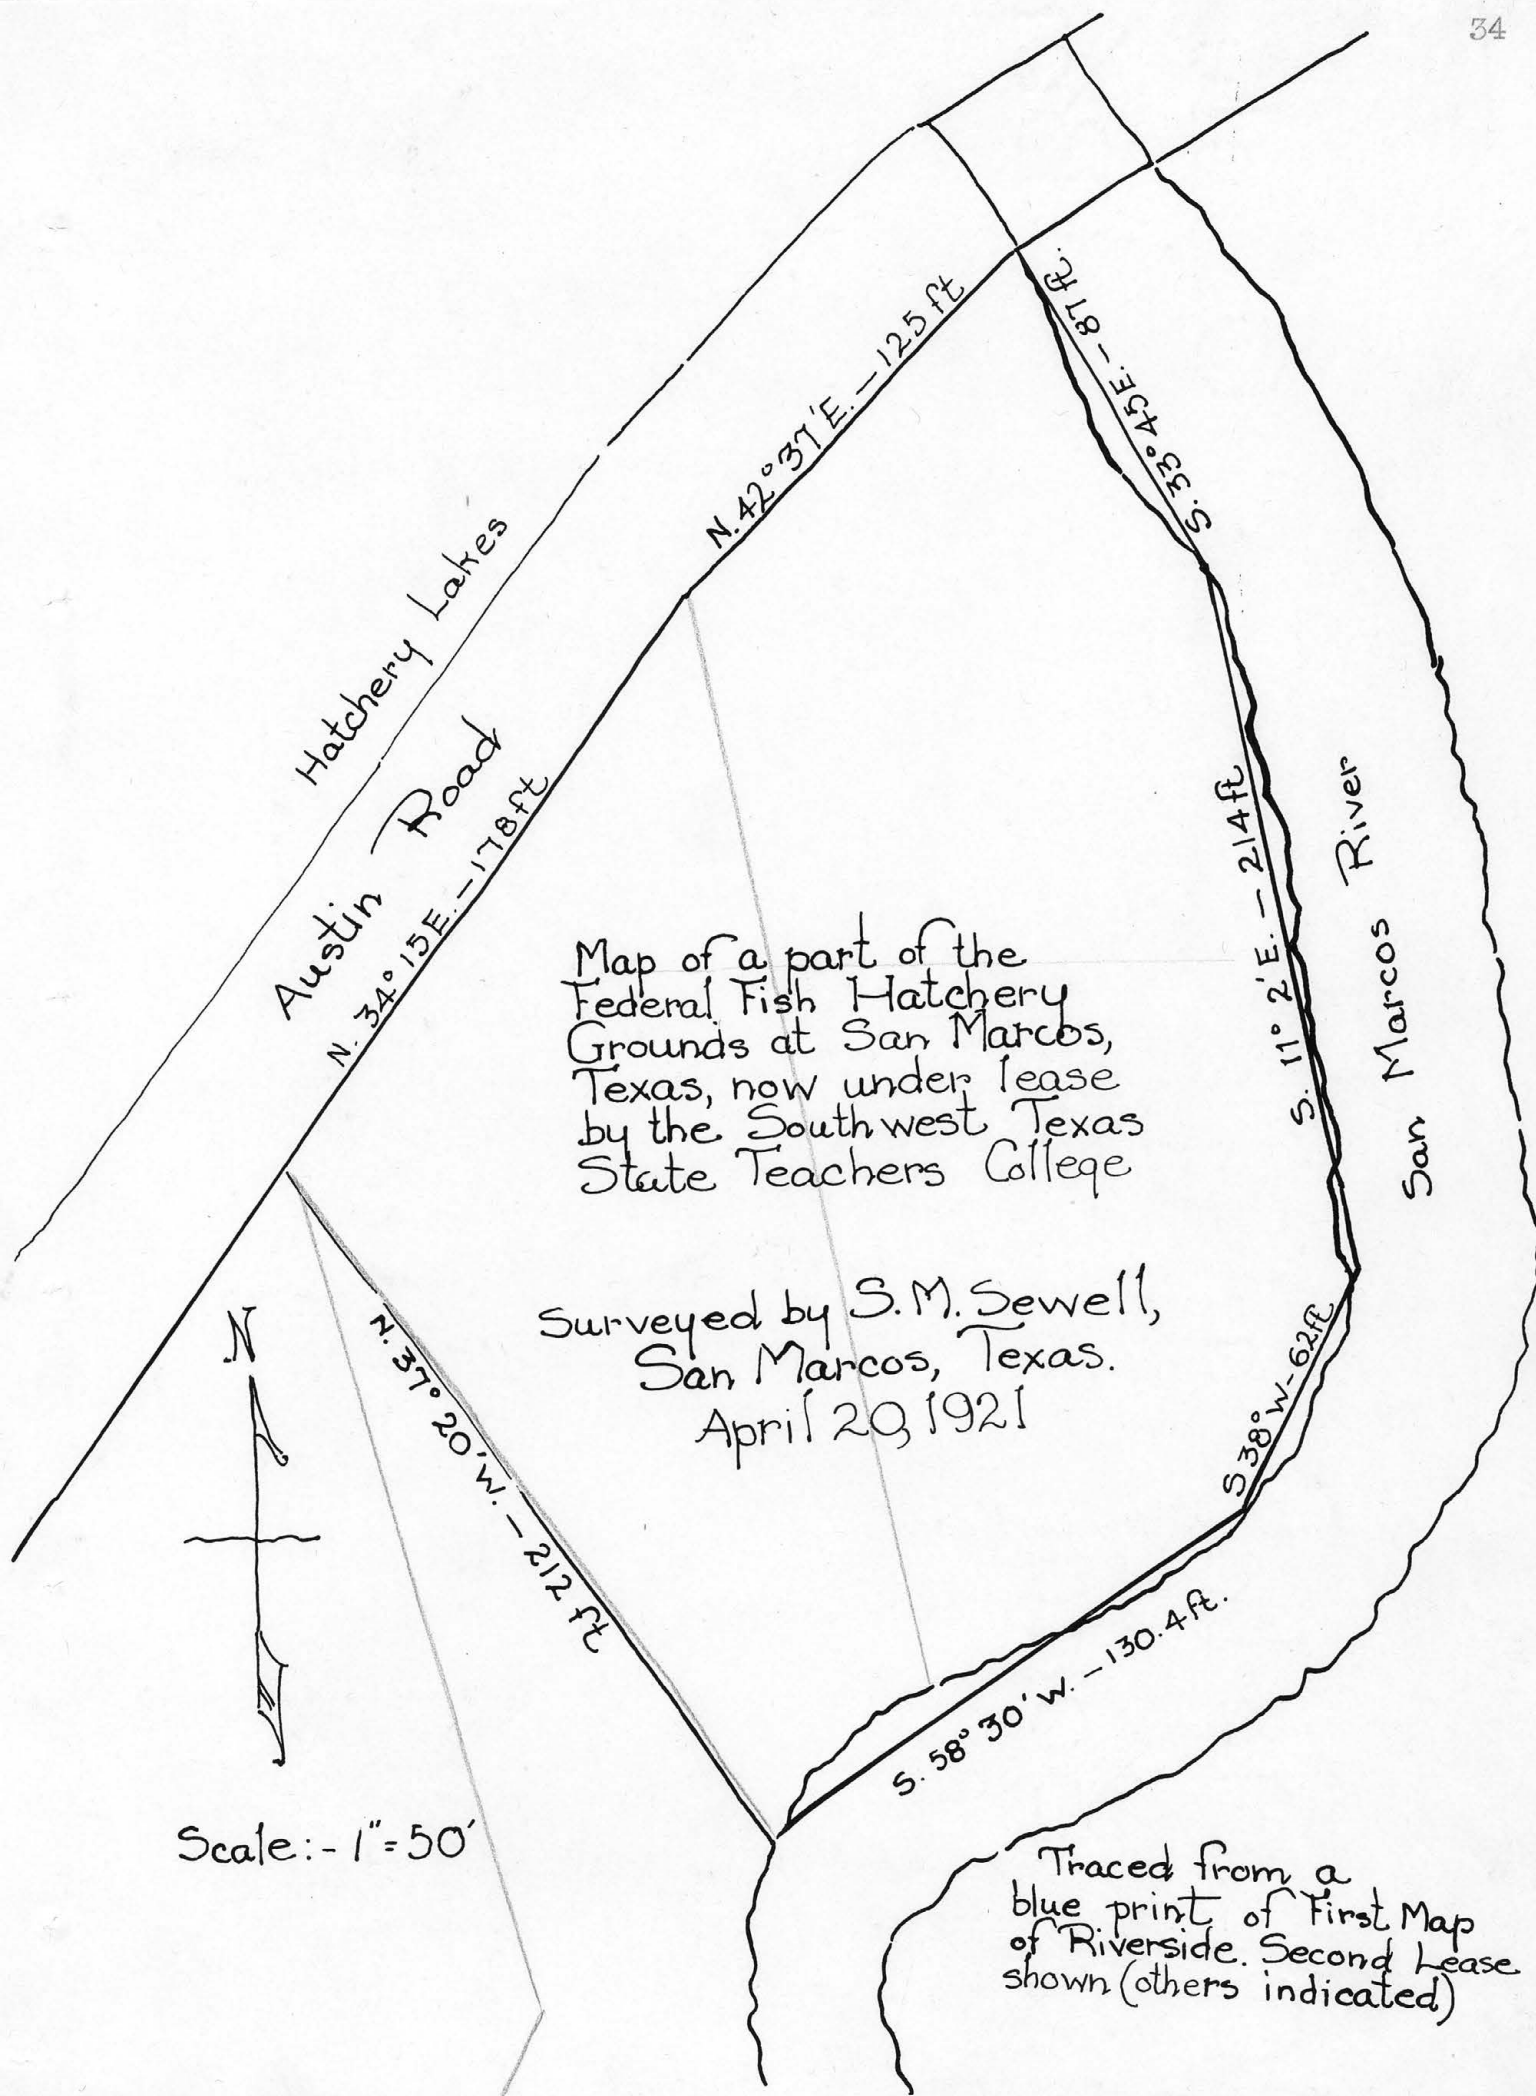 34
N. 42° 37' E. – 125 ft
S. 33° 45 E. – 87 ft.
Hatchery Lakes
Austin Road
N. 34° 15 E. – 178 ft
S. 11° 2' E. – 214 ft
San Marcos River
Map of a part of the
Federal Fish Hatchery
Grounds at San Marcos,
Texas, now under lease
by the Southwest Texas
State Teachers College
Surveyed by S. M. Sewell,
San Marcos, Texas.
April 20, 1921
N
N. 37° 20' W. – 212 ft
S 38° W – 62 ft
S. 58° 30' W. – 130.4 ft.
Scale:- 1" = 50'
Traced from a
blue print of First Map
of Riverside. Second Lease
shown (others indicated)